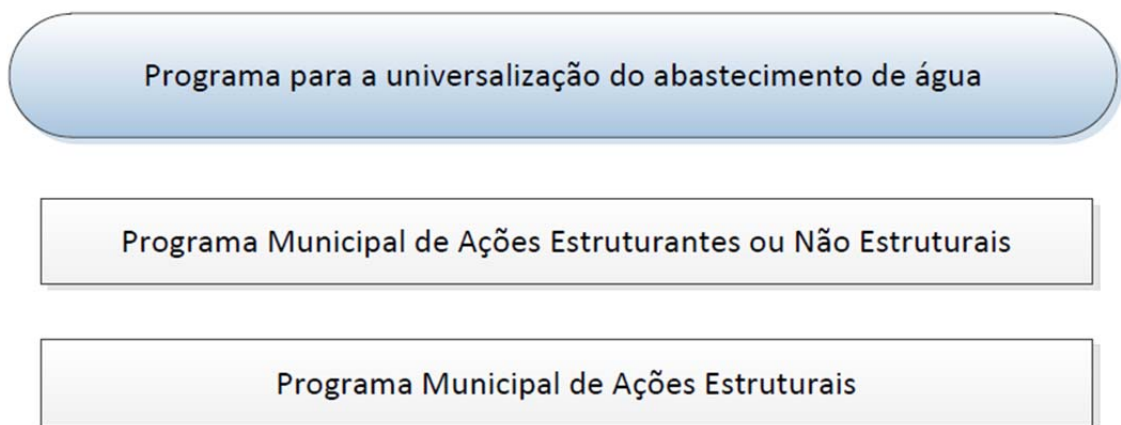 Programa para a universalização do abastecimento de água
Programa Municipal de Ações Estruturantes ou Não Estruturais
Programa Municipal de Ações Estruturais